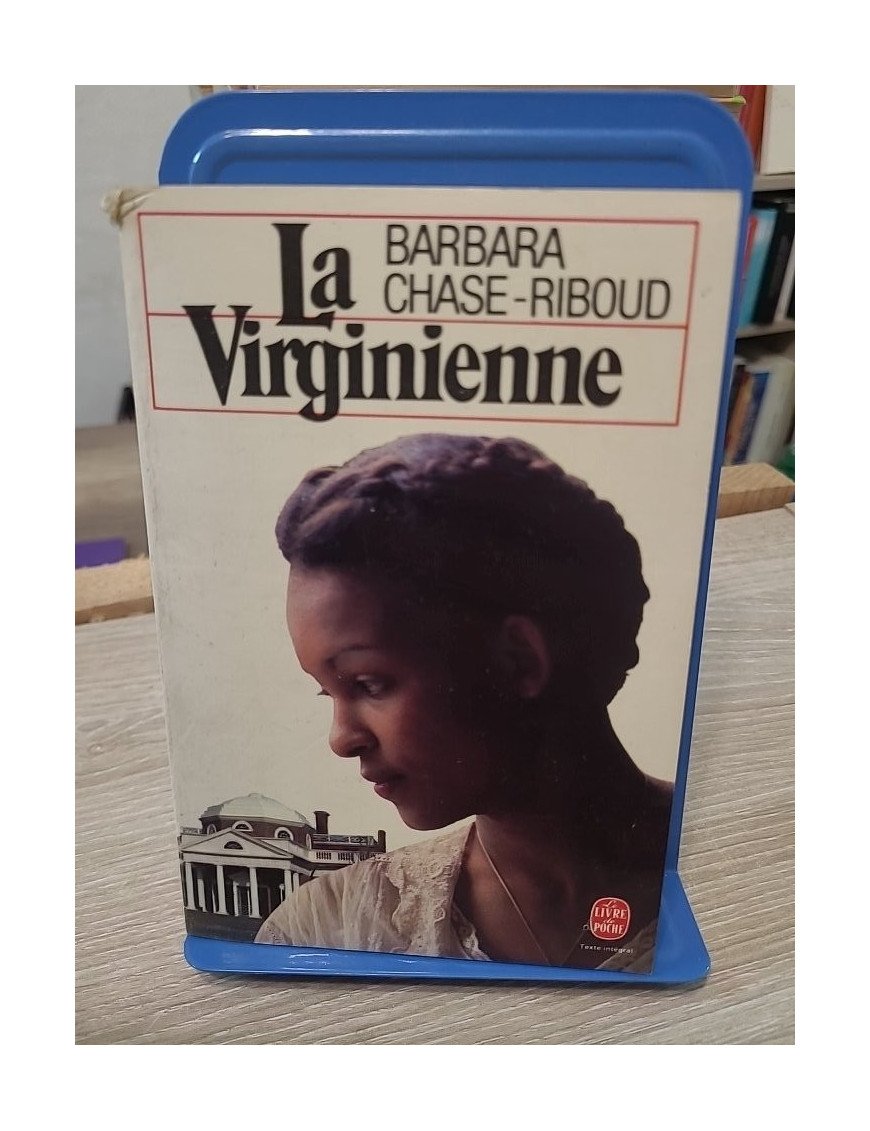 La
BARBARA
CHASE-RIBOUD
Virginienne
Le
LIVRE
de
POCHE
Texte intégral